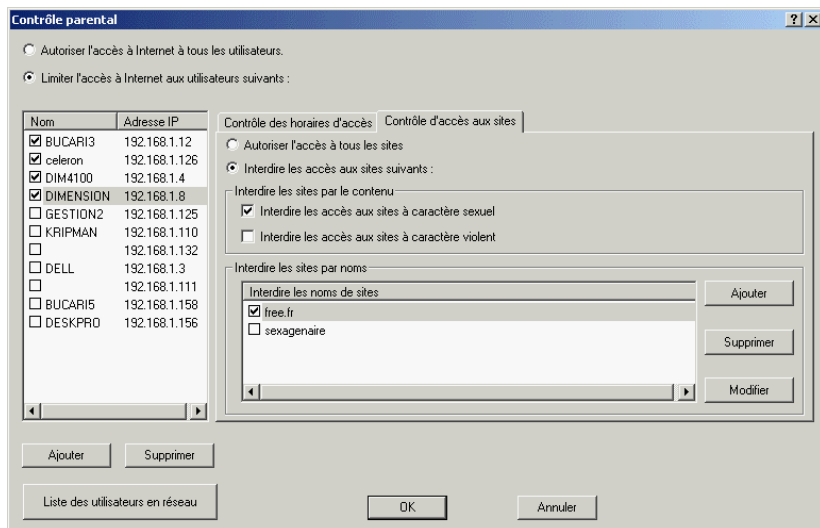 Contrôle parental
Autoriser l'accès à Internet à tous les utilisateurs.
Limiter l'accès à Internet aux utilisateurs suivants :
Nom Adresse IP
BUCARI3 192.168.1.12
celeron 192.168.1.126
DIM4100 192.168.1.4
DIMENSION 192.168.1.8
GESTION2 192.168.1.125
KRIPMAN 192.168.1.110
192.168.1.132
DELL 192.168.1.3
192.168.1.111
BUCARI5 192.168.1.158
DESKPRO 192.168.1.156
Ajouter Supprimer
Liste des utilisateurs en réseau
Contrôle des horaires d'accès Contrôle d'accès aux sites
Autoriser l'accès à tous les sites
Interdire les accès aux sites suivants :
Interdire les sites par le contenu
Interdire les accès aux sites à caractère sexuel
Interdire les accès aux sites à caractère violent
Interdire les sites par noms
Interdire les noms de sites
free.fr
sexagenaire
Ajouter
Supprimer
Modifier
OK Annuler